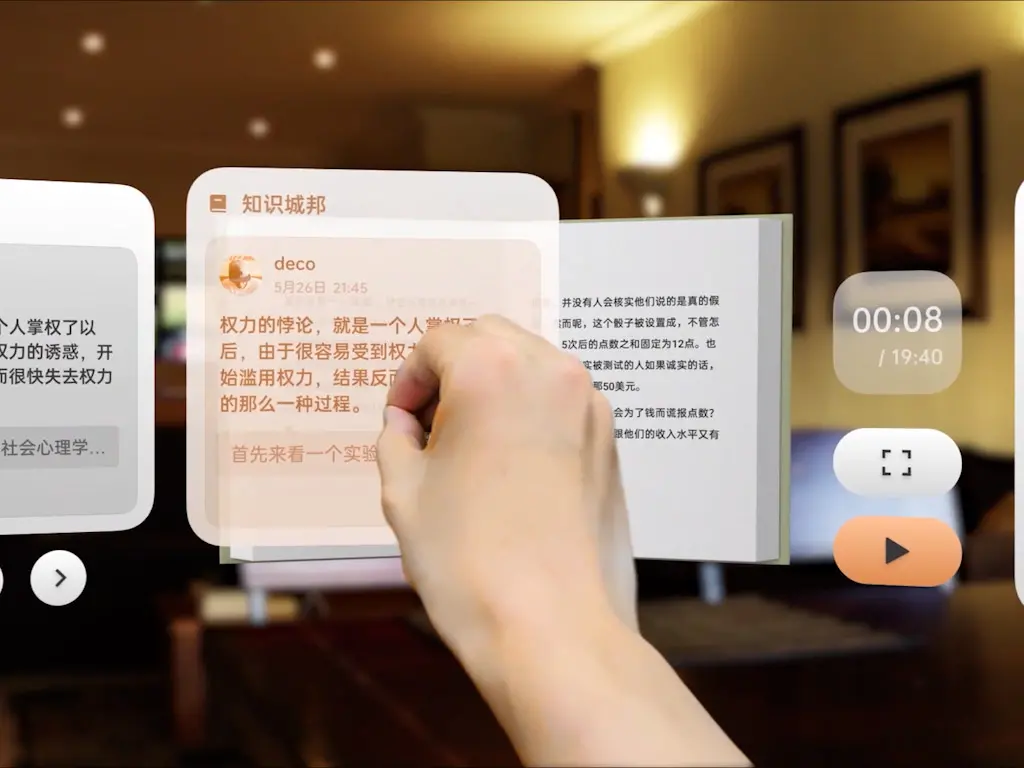 个人掌权了以
权力的诱惑，开
而很快失去权力
社会心理学...
知识城邦
deco
5月26日 21:45
权力的悖论，就是一个人掌权
后，由于很容易受到权
始滥用权力，结果反
的那么一种过程。
首先来看一个实验
并没有人会核实他们说的是真的假
而呢，这个骰子被设置成，不管怎
5次后的点数之和固定为12点。也
实被测试的人如果诚实的话，
那50美元。
会为了钱而谎报点数？
跟他们的收入水平又有
00:08
/ 19:40